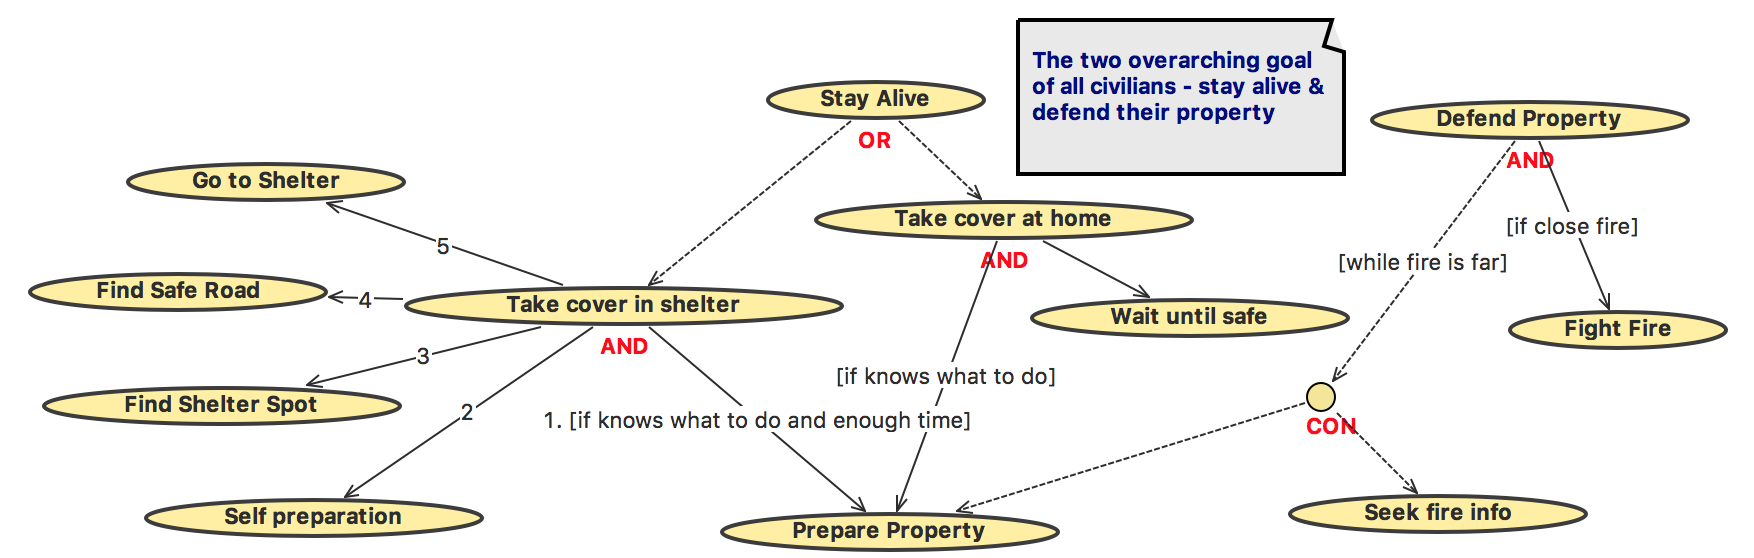 The two overarching goal
of all civilians - stay alive &
defend their property
Stay Alive
OR
Defend Property
AND
Go to Shelter
Take cover at home
AND
[if close fire]
5
[while fire is far]
Find Safe Road
4
Take cover in shelter
AND
Wait until safe
Fight Fire
3
[if knows what to do]
Find Shelter Spot
2
1. [if knows what to do and enough time]
CON
Self preparation
Prepare Property
Seek fire info